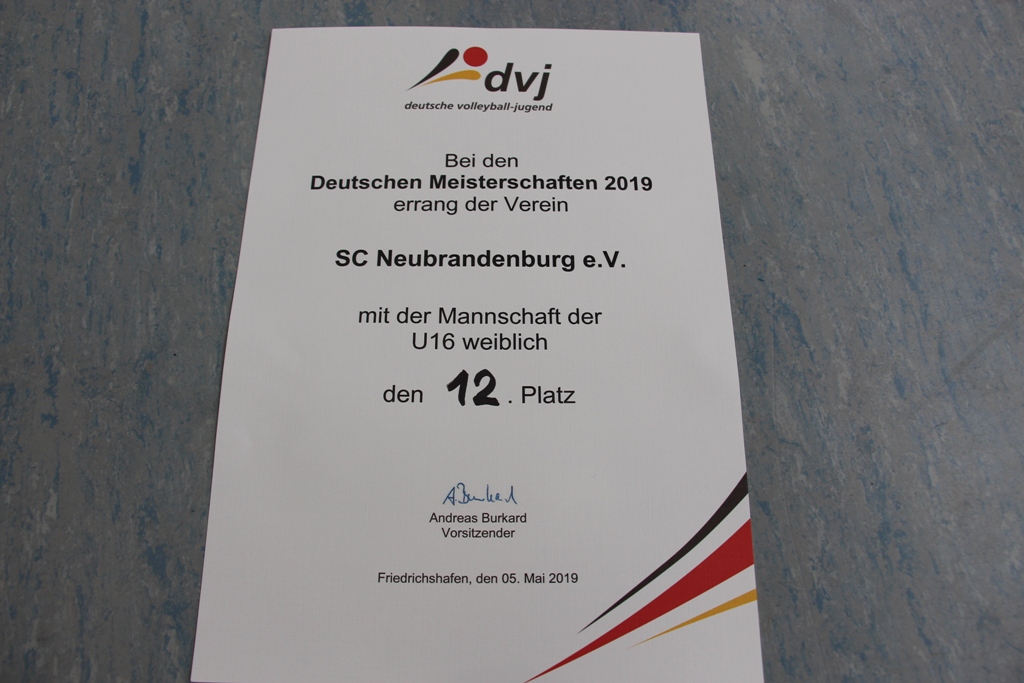 dvj
deutsche volleyball-jugend
Bei den
Deutschen Meisterschaften 2019
errang der Verein
SC Neubrandenburg e.V.
mit der Mannschaft der
U16 weiblich
den 12. Platz
A. Burkard
Andreas Burkard
Vorsitzender
Friedrichshafen, den 05. Mai 2019